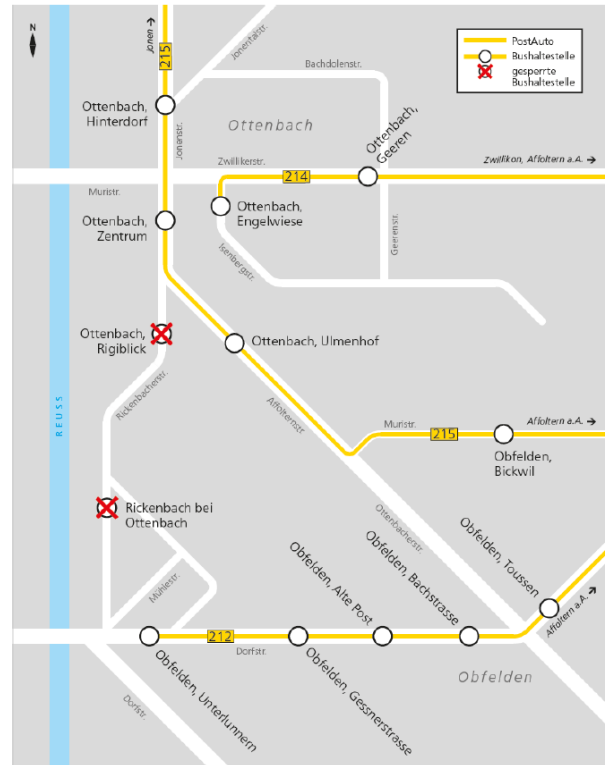 N
Jonen →
215
Jonentalstr.
PostAuto
Bushaltestelle
gesperrte
Bushaltestelle
Bachdolenstr.
Ottenbach,
Hinterdorf
Jonenstr.
Ottenbach
Ottenbach,
Geeren
Zwillikerstr.
Zwillikon, Affoltern a.A. →
214
Muristr.
Ottenbach,
Engelwiese
Ottenbach,
Zentrum
Isenbergstr.
Geerenstr.
Ottenbach,
Rigiblick
Ottenbach, Ulmenhof
Rickenbacherstr.
REUSS
Affolternstr.
Muristr.
215
Affoltern a.A. →
Obfelden,
Bickwil
Rickenbach bei
Ottenbach
Ottenbacherstr.
Obfelden, Toussen
Obfelden, Bachstrasse
Obfelden, Alte Post
Mühlestr.
Affoltern a.A. →
212
Dorfstr.
Obfelden, Unterlunnern
Obfelden, Gessnerstrasse
Obfelden
Dorfstr.